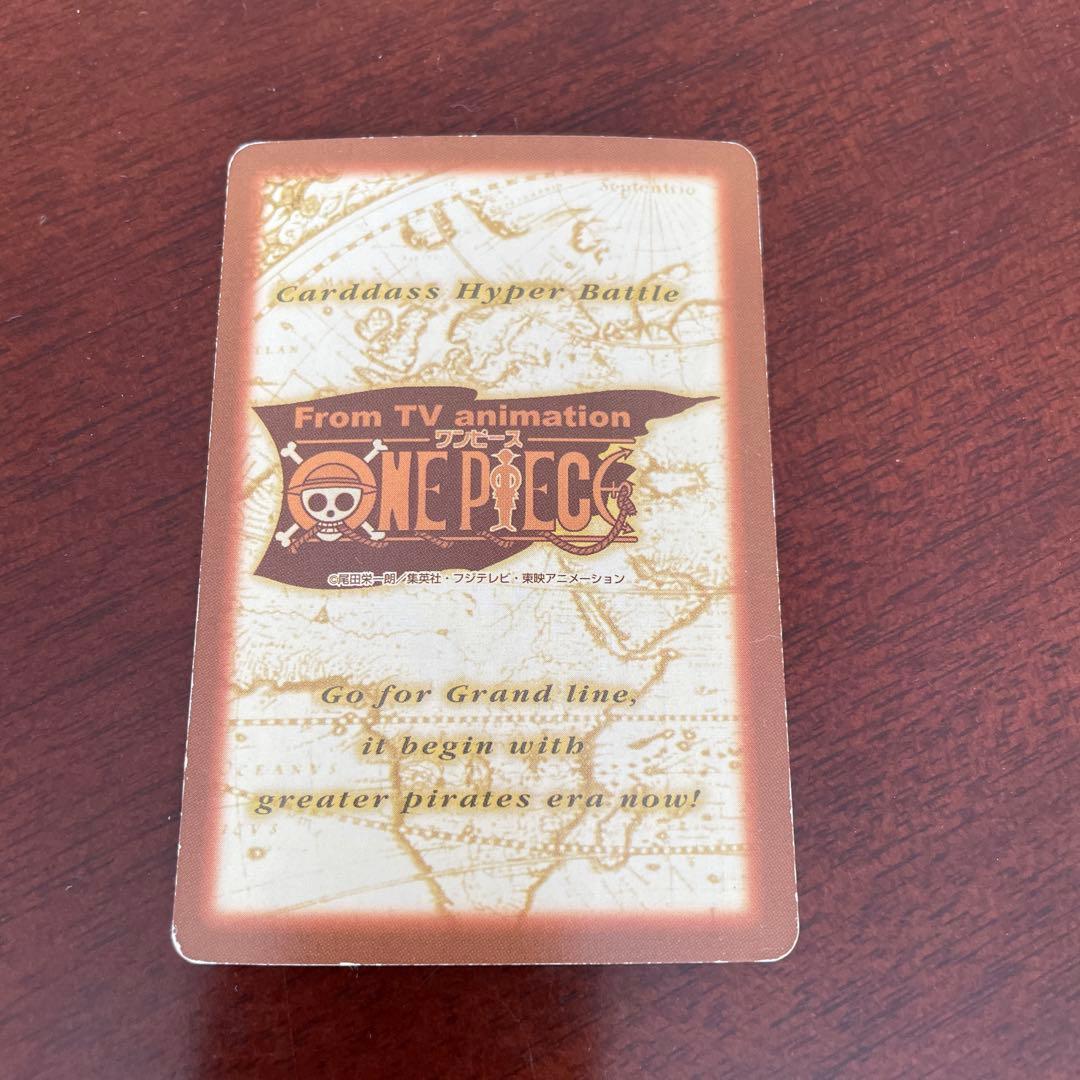 Septentrio
Carddass Hyper Battle
From TV animation
ワンピース
ONE PIECE
©尾田栄一朗／集英社・フジテレビ・東映アニメーション
Go for Grand line,
it begin with
greater pirates era now!